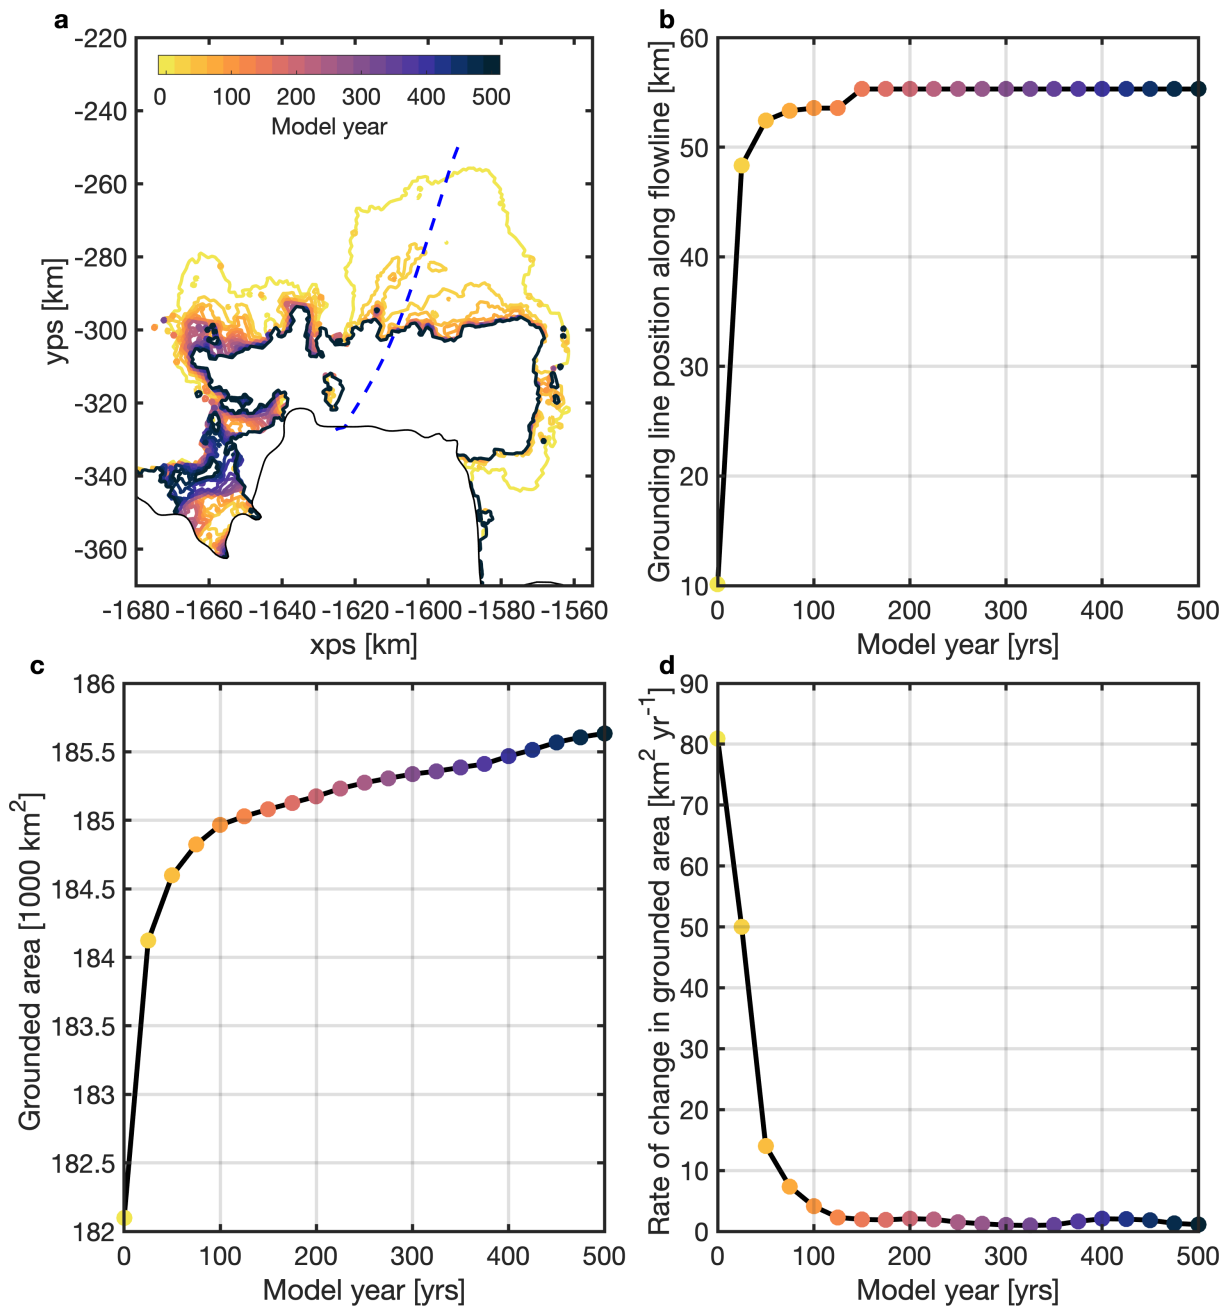 a
-220
-240
-260
-280
-300
-320
-340
-360
yps [km]
0 100 200 300 400 500
Model year
-1680 -1660 -1640 -1620 -1600 -1580 -1560
xps [km]
b
60
50
40
30
20
10
Grounding line position along flowline [km]
0 100 200 300 400 500
Model year [yrs]
c
186
185.5
185
184.5
184
183.5
183
182.5
182
Grounded area [1000 km²]
0 100 200 300 400 500
Model year [yrs]
d
90
80
70
60
50
40
30
20
10
0
Rate of change in grounded area [km² yr⁻¹]
0 100 200 300 400 500
Model year [yrs]